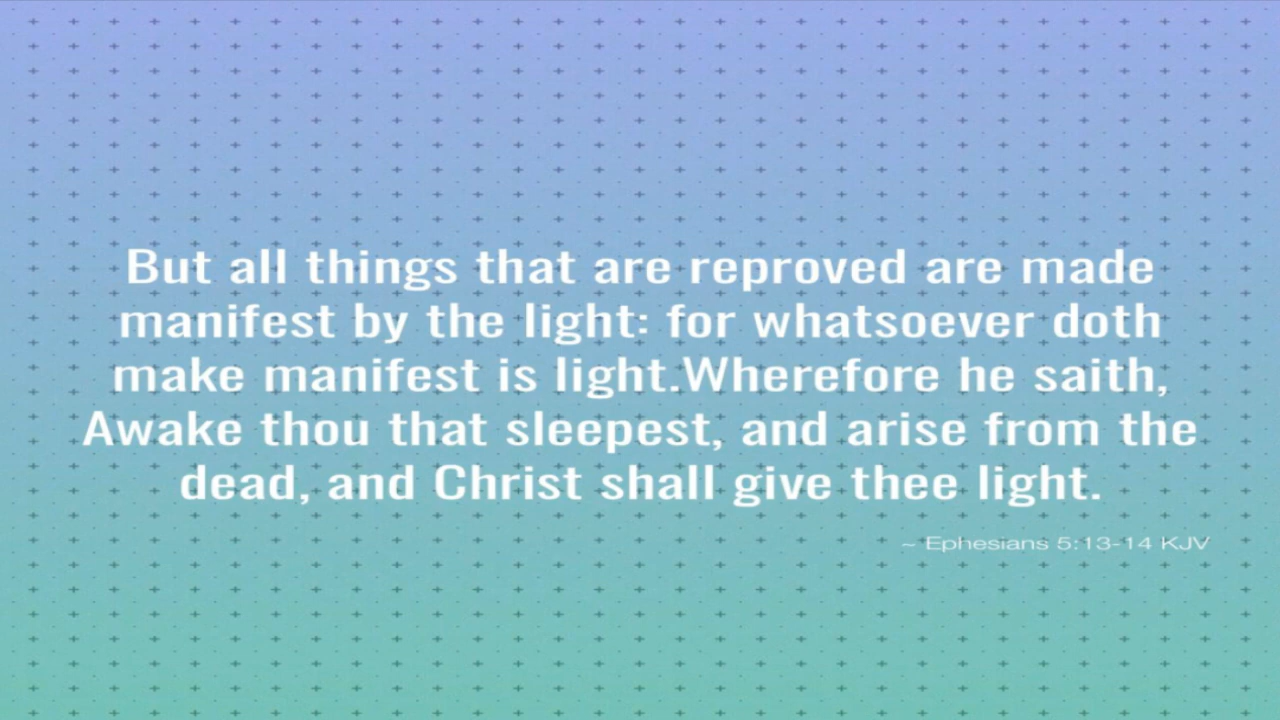 But all things that are reproved are made
manifest by the light: for whatsoever doth
make manifest is light.Wherefore he saith,
Awake thou that sleepest, and arise from the
dead, and Christ shall give thee light.
~ Ephesians 5:13-14 KJV